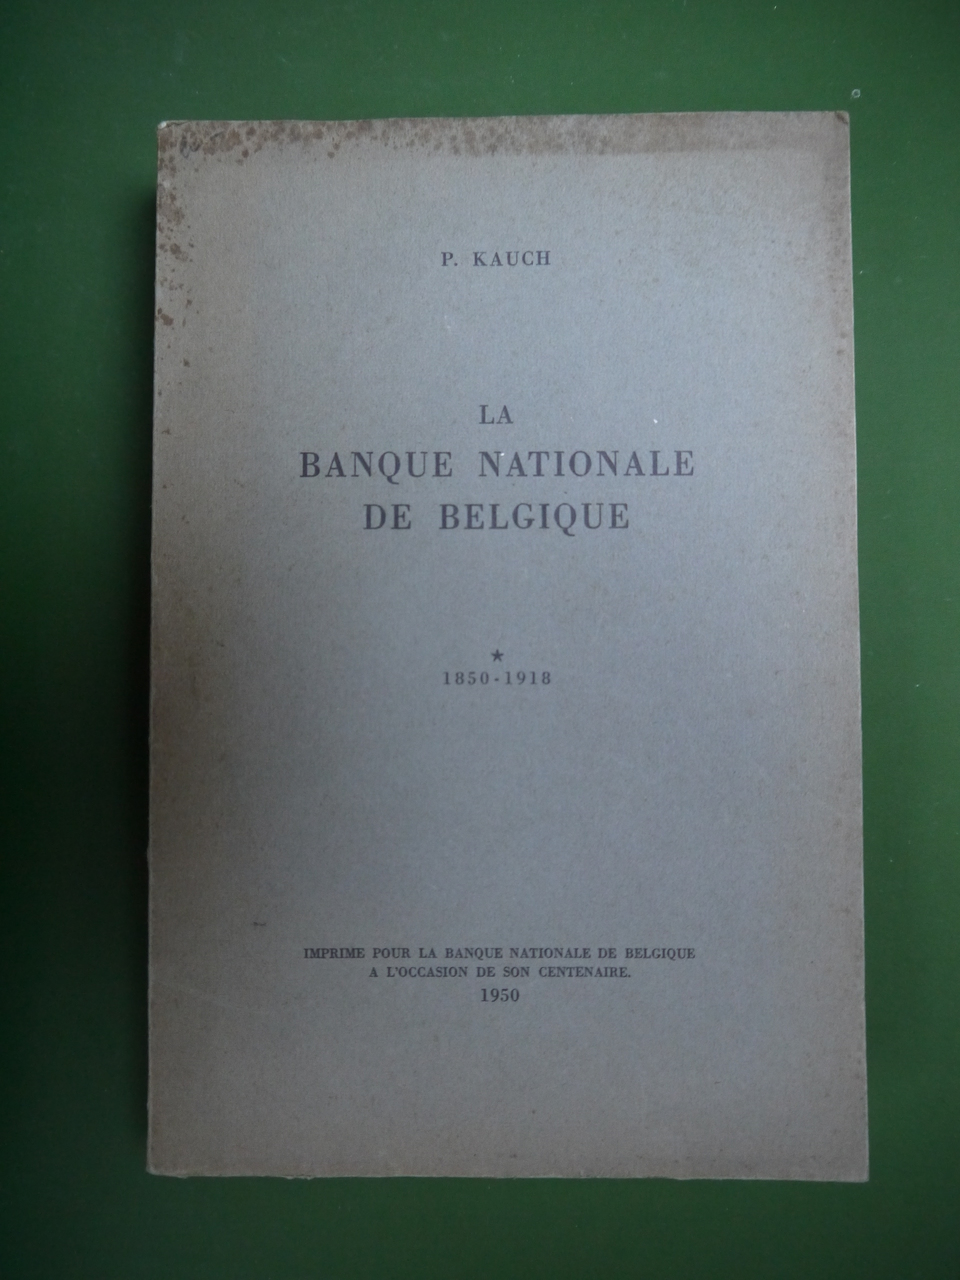 P. KAUCH
LA
BANQUE NATIONALE
DE BELGIQUE
★
1850-1918
IMPRIME POUR LA BANQUE NATIONALE DE BELGIQUE
A L'OCCASION DE SON CENTENAIRE.
1950